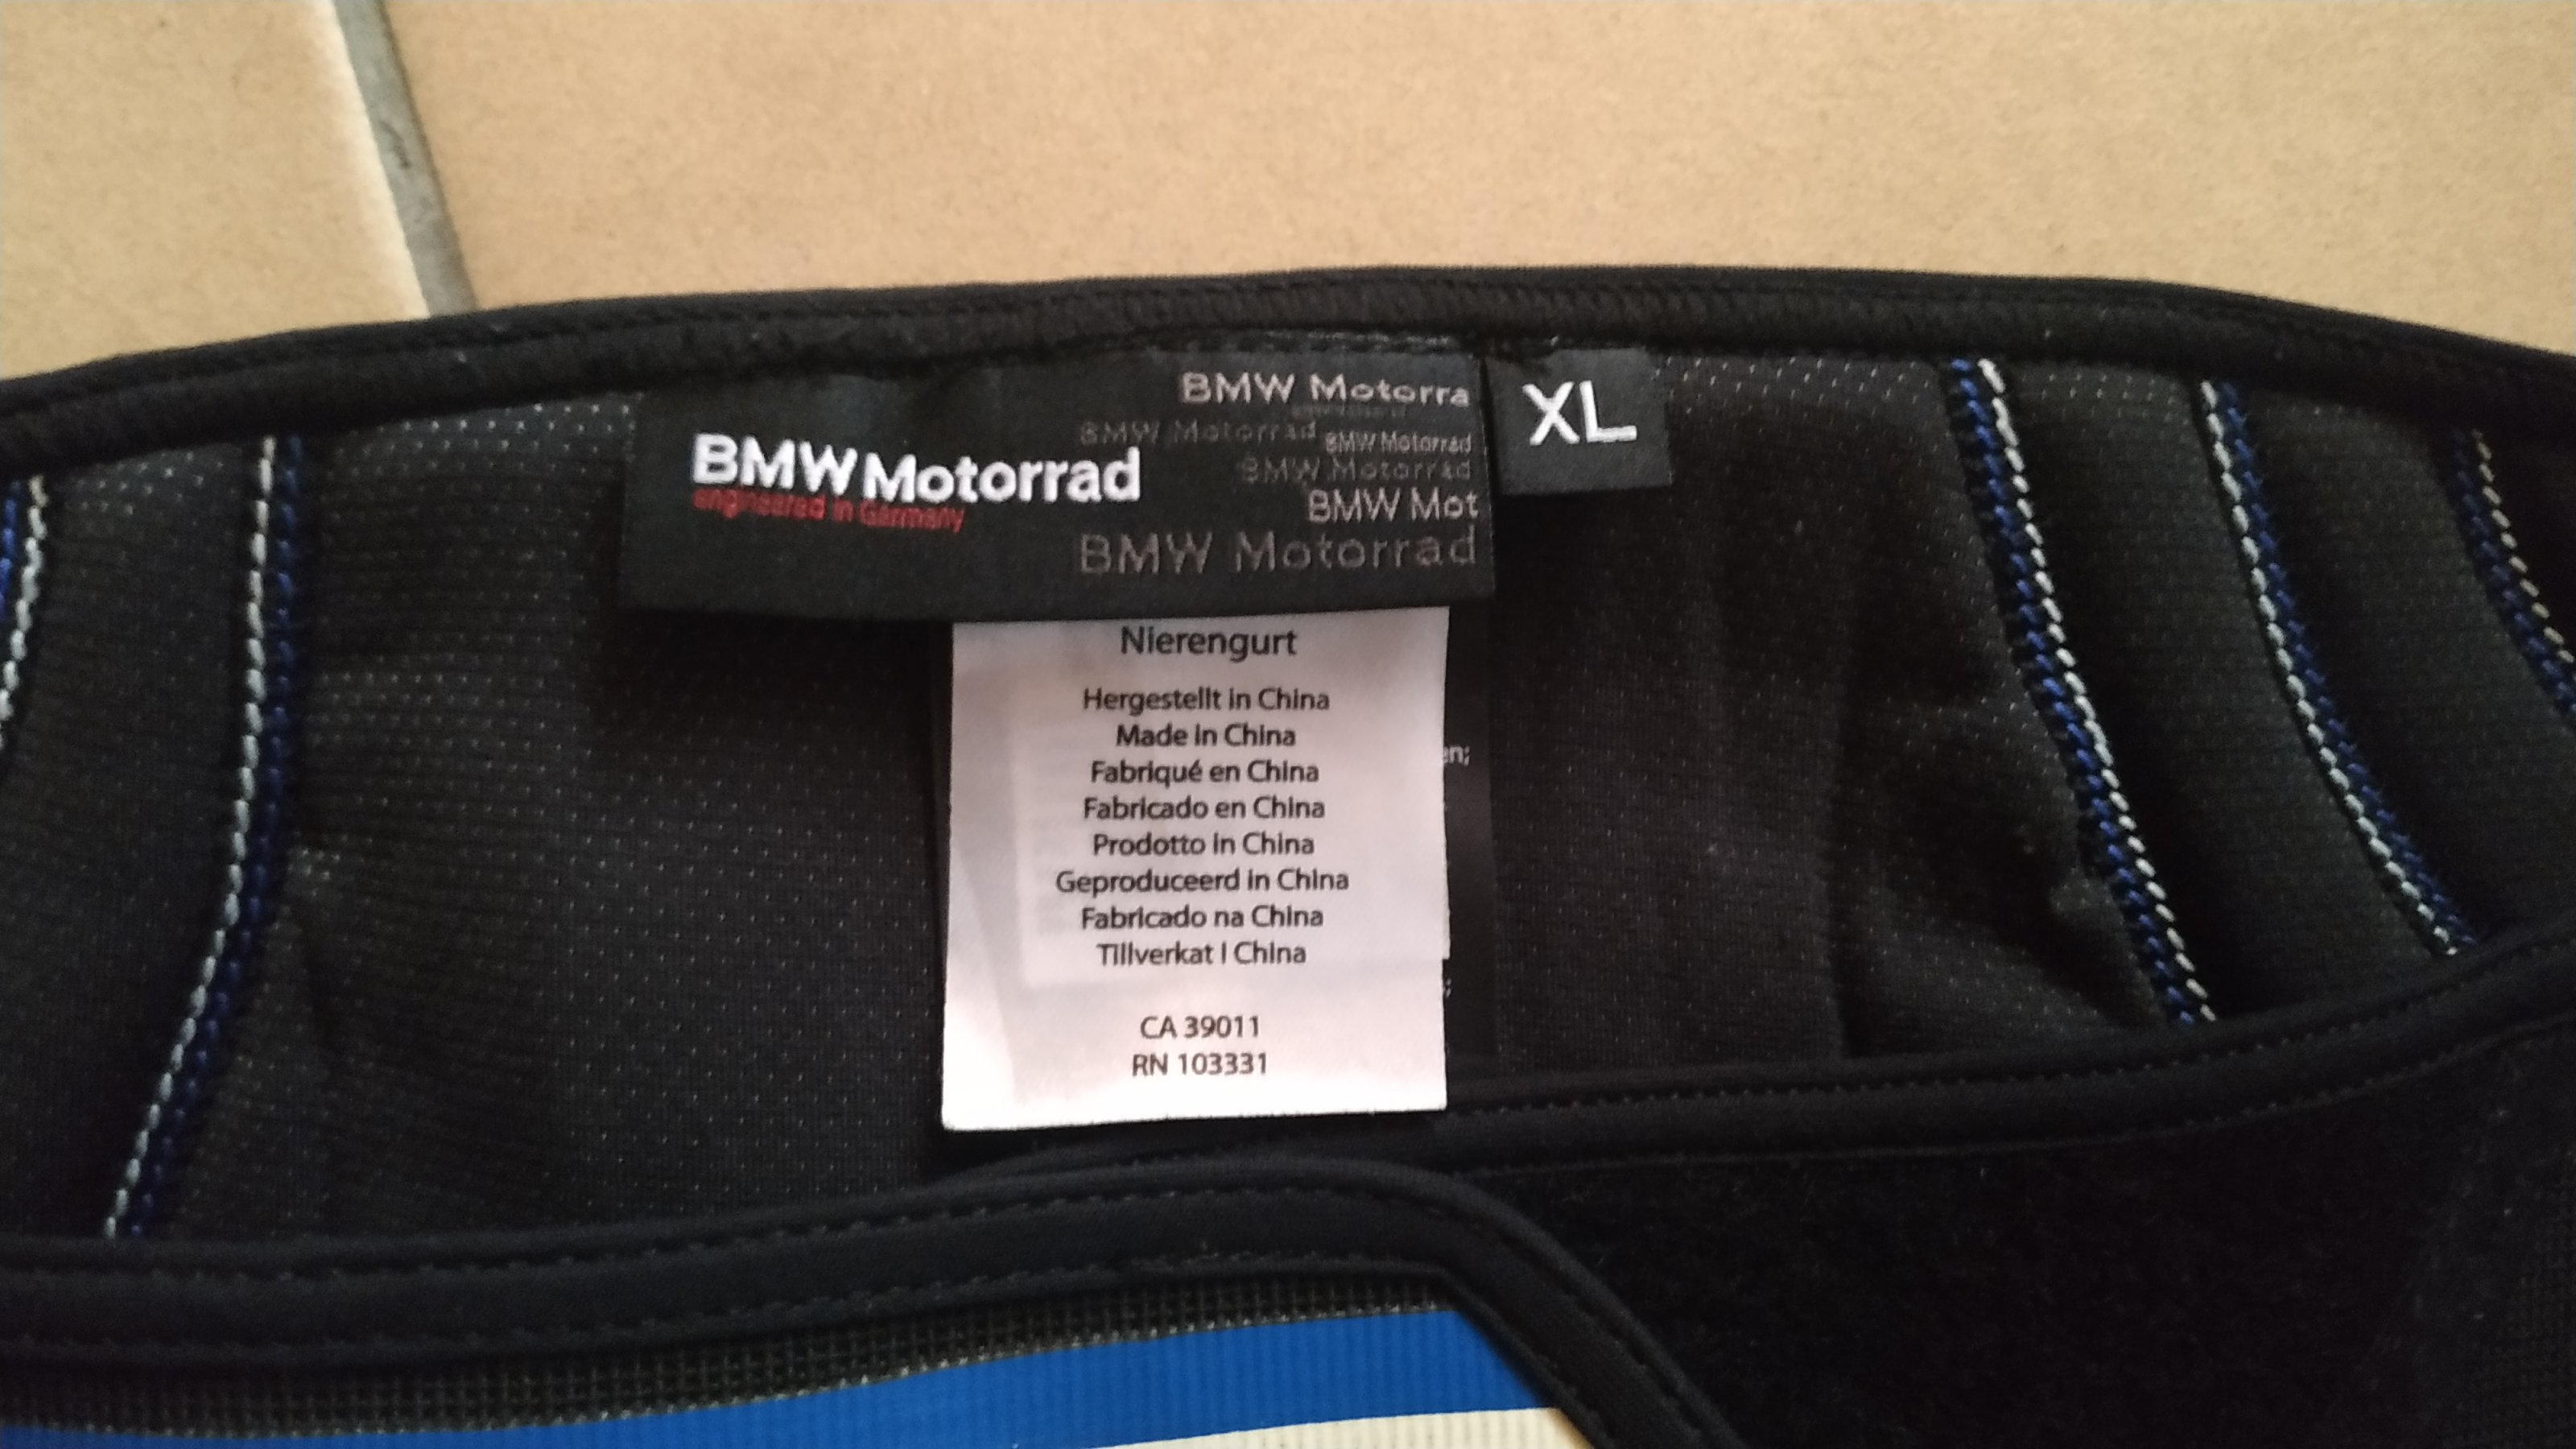 BMW Motorrad
engineered in Germany
BMW Motorra
BMW Motorrad
BMW Motorrad
BMW Motorrad
BMW Mot
BMW Motorrad
XL
Nierengurt
Hergestellt in China
Made in China
Fabriqué en China
Fabricado en China
Prodotto in China
Geproduceerd in China
Fabricado na China
Tillverkat I China
en;
;
CA 39011
RN 103331